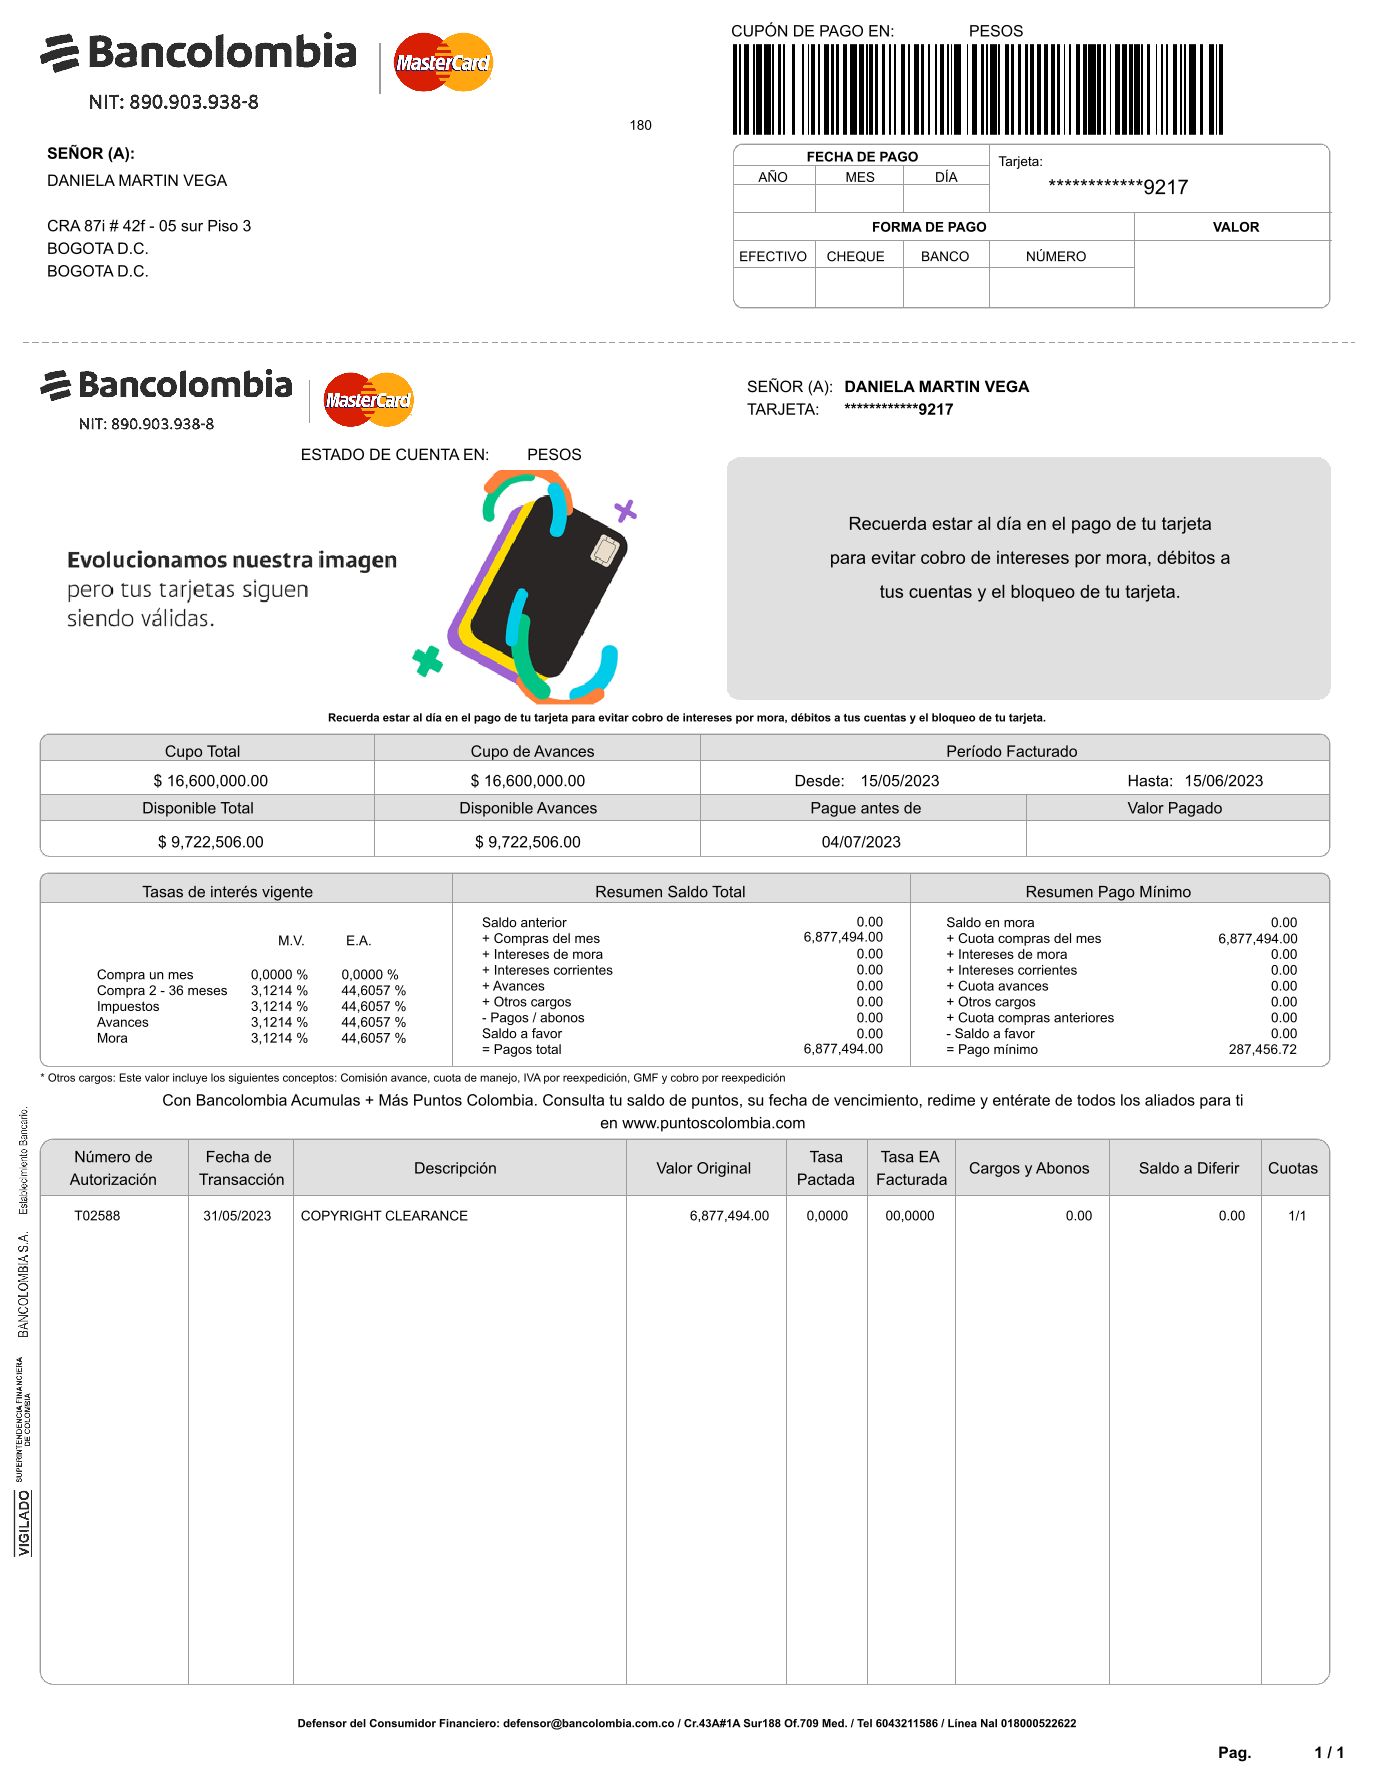 Bancolombia MasterCard
NIT: 890.903.938-8
180
SEÑOR (A):
DANIELA MARTIN VEGA
CRA 87i # 42f - 05 sur Piso 3
BOGOTA D.C.
BOGOTA D.C.
CUPÓN DE PAGO EN: PESOS
FECHA DE PAGO
AÑO MES DÍA
Tarjeta:
************9217
FORMA DE PAGO VALOR
EFECTIVO CHEQUE BANCO NÚMERO
Bancolombia MasterCard
NIT: 890.903.938-8
SEÑOR (A): DANIELA MARTIN VEGA
TARJETA: ************9217
ESTADO DE CUENTA EN: PESOS
Evolucionamos nuestra imagen
pero tus tarjetas siguen
siendo válidas.
Recuerda estar al día en el pago de tu tarjeta
para evitar cobro de intereses por mora, débitos a
tus cuentas y el bloqueo de tu tarjeta.
Recuerda estar al día en el pago de tu tarjeta para evitar cobro de intereses por mora, débitos a tus cuentas y el bloqueo de tu tarjeta.
Cupo Total Cupo de Avances Período Facturado
$ 16,600,000.00 $ 16,600,000.00 Desde: 15/05/2023 Hasta: 15/06/2023
Disponible Total Disponible Avances Pague antes de Valor Pagado
$ 9,722,506.00 $ 9,722,506.00 04/07/2023
Tasas de interés vigente
M.V. E.A.
Compra un mes 0,0000 % 0,0000 %
Compra 2 - 36 meses 3,1214 % 44,6057 %
Impuestos 3,1214 % 44,6057 %
Avances 3,1214 % 44,6057 %
Mora 3,1214 % 44,6057 %
Resumen Saldo Total
Saldo anterior 0.00
+ Compras del mes 6,877,494.00
+ Intereses de mora 0.00
+ Intereses corrientes 0.00
+ Avances 0.00
+ Otros cargos 0.00
- Pagos / abonos 0.00
Saldo a favor 0.00
= Pagos total 6,877,494.00
Resumen Pago Mínimo
Saldo en mora 0.00
+ Cuota compras del mes 6,877,494.00
+ Intereses de mora 0.00
+ Intereses corrientes 0.00
+ Cuota avances 0.00
+ Otros cargos 0.00
+ Cuota compras anteriores 0.00
- Saldo a favor 0.00
= Pago mínimo 287,456.72
* Otros cargos: Este valor incluye los siguientes conceptos: Comisión avance, cuota de manejo, IVA por reexpedición, GMF y cobro por reexpedición
Con Bancolombia Acumulas + Más Puntos Colombia. Consulta tu saldo de puntos, su fecha de vencimiento, redime y entérate de todos los aliados para ti
en www.puntoscolombia.com
Número de Autorización Fecha de Transacción Descripción Valor Original Tasa Pactada Tasa EA Facturada Cargos y Abonos Saldo a Diferir Cuotas
T02588 31/05/2023 COPYRIGHT CLEARANCE 6,877,494.00 0,0000 00,0000 0.00 0.00 1/1
VIGILADO SUPERINTENDENCIA FINANCIERA DE COLOMBIA BANCOLOMBIA S.A. Establecimiento Bancario.
Defensor del Consumidor Financiero: defensor@bancolombia.com.co / Cr.43A#1A Sur188 Of.709 Med. / Tel 6043211586 / Línea Nal 018000522622
Pag. 1 / 1